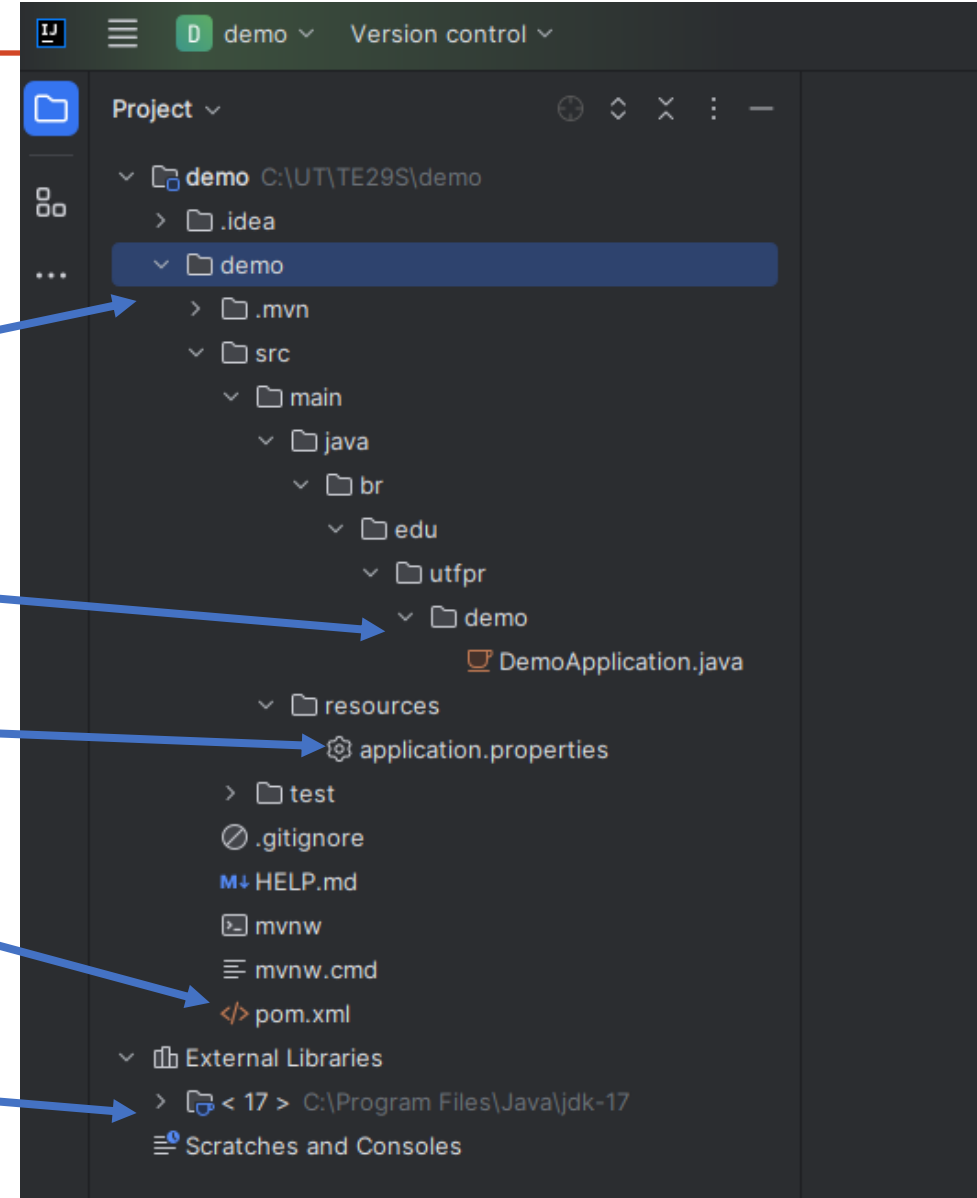 IJ
D demo Version control
Project
demo C:\UT\TE29S\demo
.idea
demo
.mvn
src
main
java
br
edu
utfpr
demo
DemoApplication.java
resources
application.properties
test
.gitignore
M↓ HELP.md
mvnw
mvnw.cmd
</> pom.xml
External Libraries
< 17 > C:\Program Files\Java\jdk-17
Scratches and Consoles